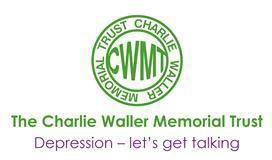 MEMORIAL TRUST CHARLIE WALLER
CWMT
The Charlie Waller Memorial Trust
Depression – let's get talking